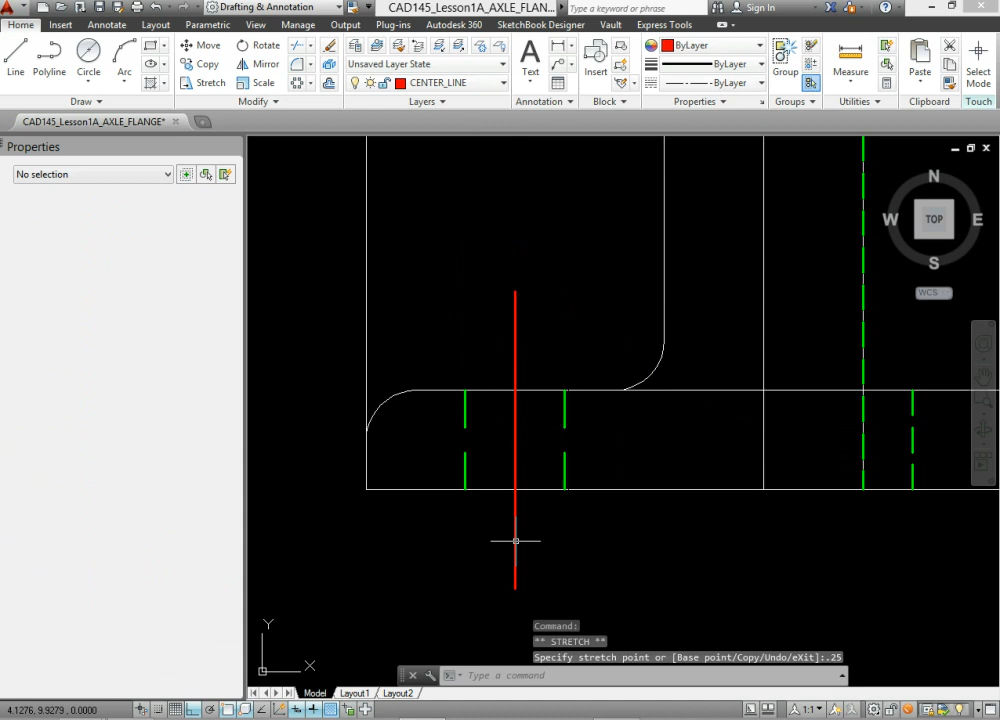 Drafting & Annotation
CAD145_Lesson1A_AXLE_FLAN...
Type a keyword or phrase
Sign In
Home Insert Annotate Layout Parametric View Manage Output Plug-ins Autodesk 360 SketchBook Designer Vault Express Tools
Line Polyline Circle Arc
Move Rotate
Copy Mirror
Stretch Scale
Unsaved Layer State
CENTER_LINE
Text
Insert
ByLayer
ByLayer
ByLayer
Group
Measure
Paste
Select Mode
Draw Modify Layers Annotation Block Properties Groups Utilities Clipboard Touch
CAD145_Lesson1A_AXLE_FLANGE*
Properties
No selection
N
W TOP E
S
WCS
Y
X
Command:
** STRETCH **
Specify stretch point or [Base point/Copy/Undo/eXit]:.25
Type a command
Model Layout1 Layout2
4.1276, 9.9279, 0.0000
MODEL
1:1